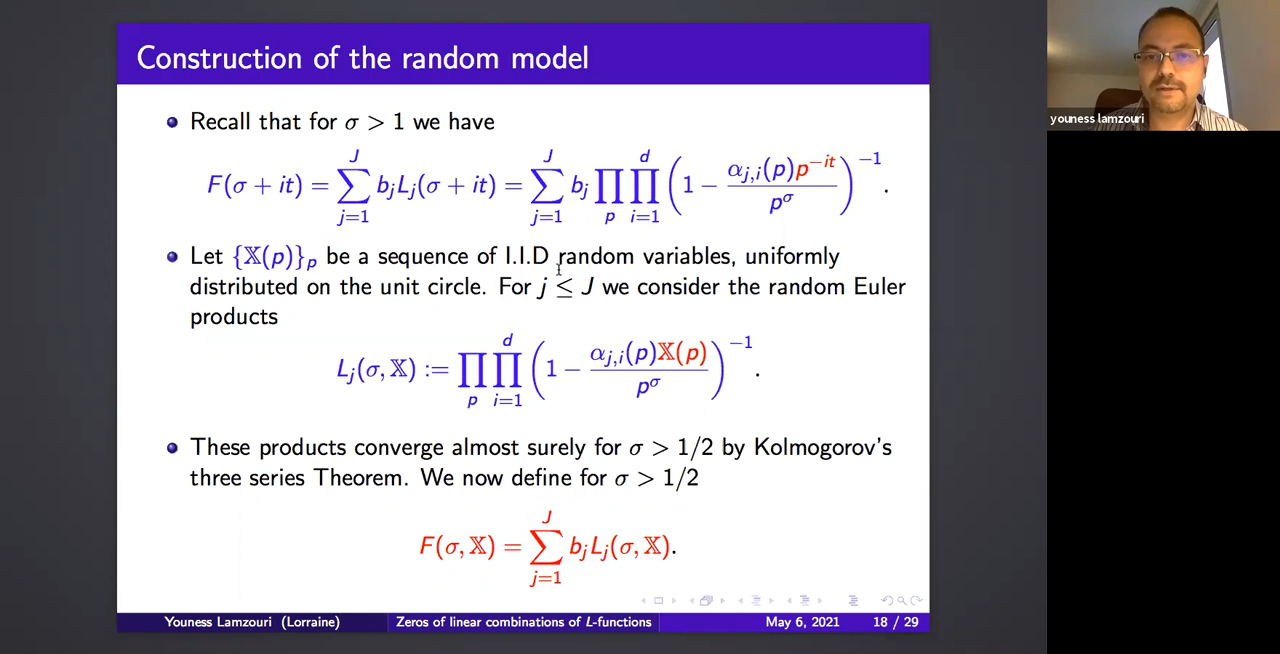 Construction of the random model
Recall that for σ > 1 we have
F(σ + it) = ∑_{j=1}^{J} b_j L_j(σ + it) = ∑_{j=1}^{J} b_j ∏_p ∏_{i=1}^{d} (1 − α_{j,i}(p)p^{−it} / p^σ)^{−1}.
Let {𝕏(p)}_p be a sequence of I.I.D random variables, uniformly
distributed on the unit circle. For j ≤ J we consider the random Euler
products
L_j(σ, 𝕏) := ∏_p ∏_{i=1}^{d} (1 − α_{j,i}(p)𝕏(p) / p^σ)^{−1}.
These products converge almost surely for σ > 1/2 by Kolmogorov's
three series Theorem. We now define for σ > 1/2
F(σ, 𝕏) = ∑_{j=1}^{J} b_j L_j(σ, 𝕏).
Youness Lamzouri (Lorraine) Zeros of linear combinations of L-functions May 6, 2021 18 / 29
youness lamzouri